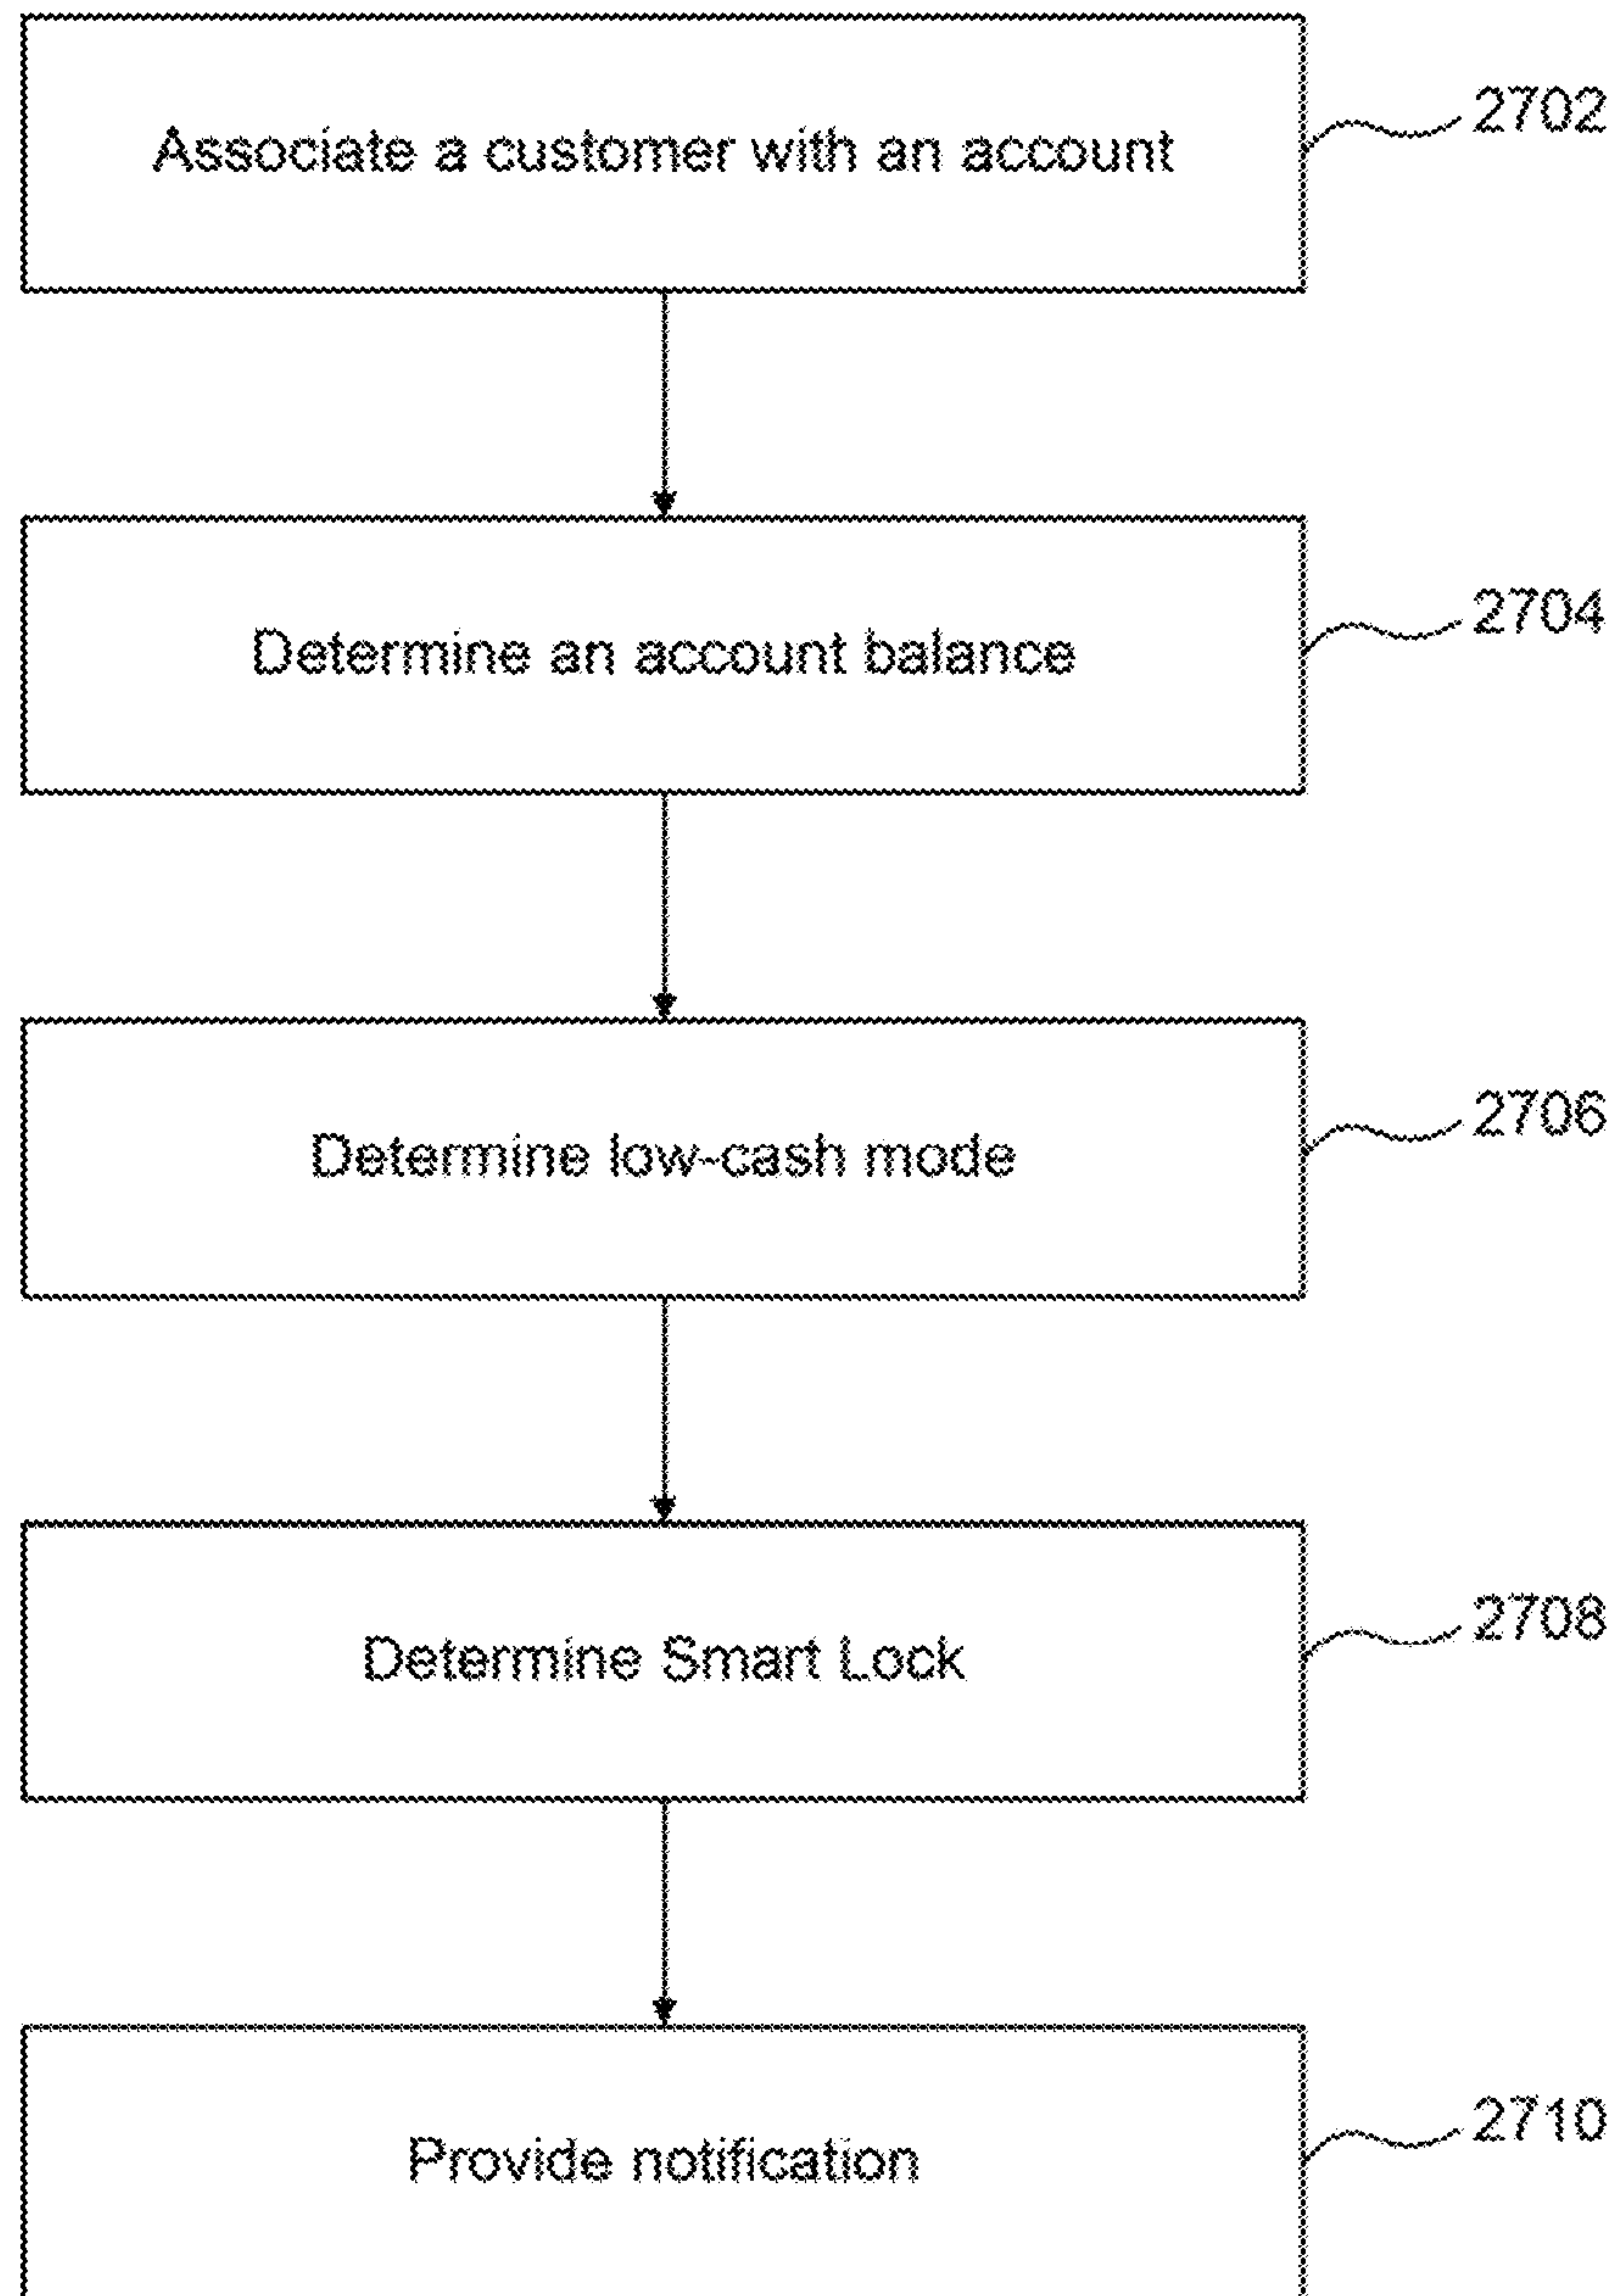 Associate a customer with an account
2702
Determine an account balance
2704
Determine low-cash mode
2706
Determine Smart Lock
2708
Provide notification
2710